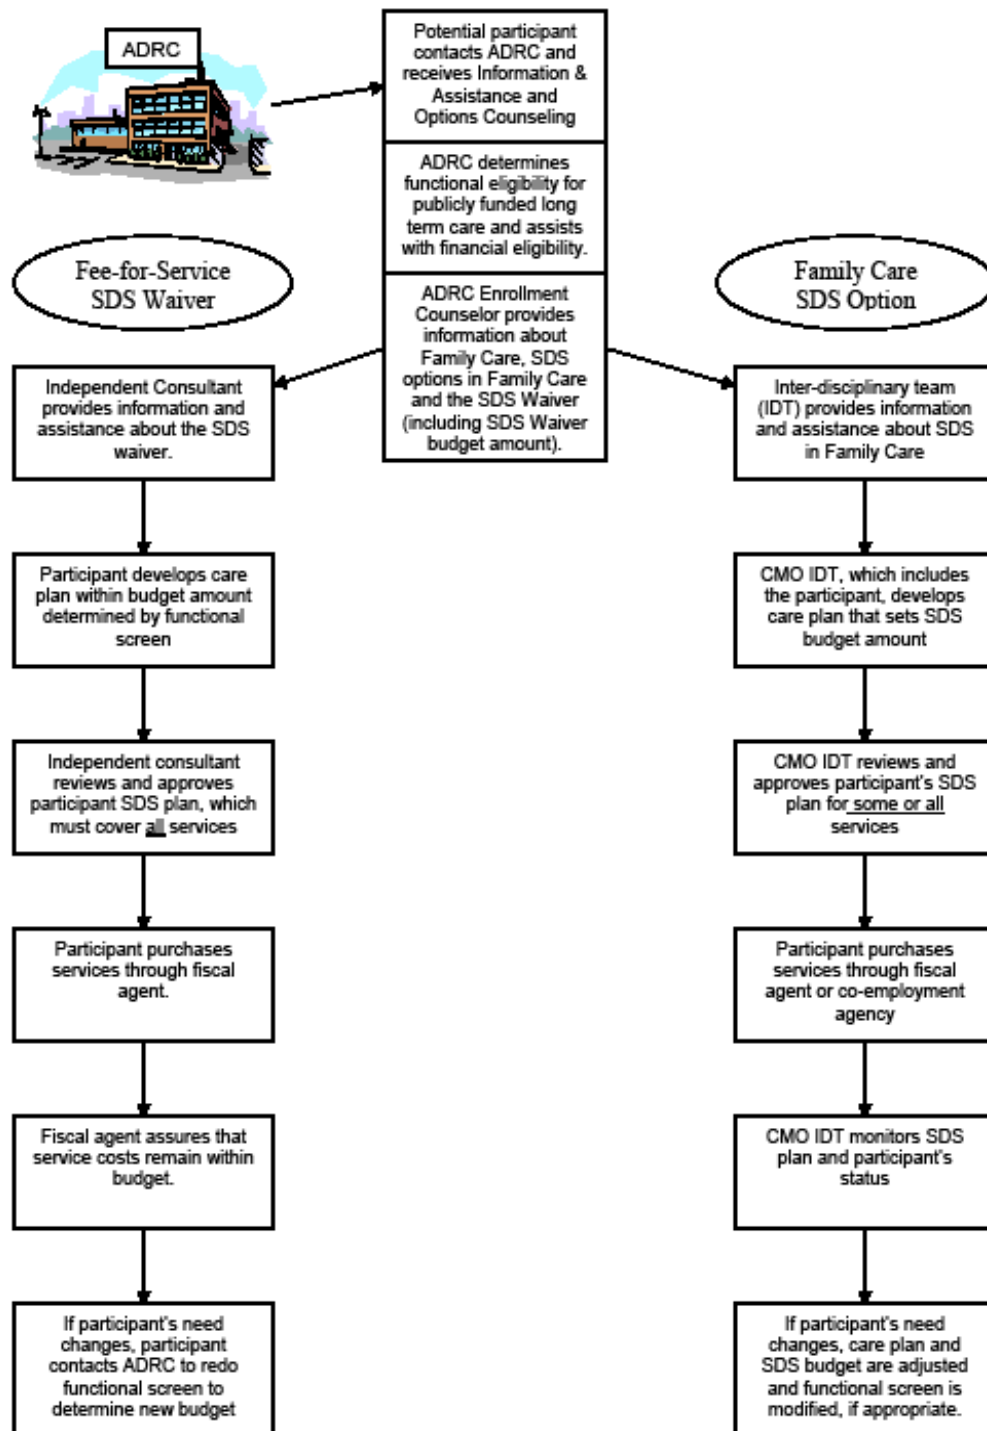 ADRC
Potential participant
contacts ADRC and
receives Information &
Assistance and
Options Counseling
ADRC determines
functional eligibility for
publicly funded long
term care and assists
with financial eligibility.
ADRC Enrollment
Counselor provides
information about
Family Care, SDS
options in Family Care
and the SDS Waiver
(including SDS Waiver
budget amount).
Fee-for-Service
SDS Waiver
Independent Consultant
provides information and
assistance about the SDS
waiver.
Participant develops care
plan within budget amount
determined by functional
screen
Independent consultant
reviews and approves
participant SDS plan, which
must cover all services
Participant purchases
services through fiscal
agent.
Fiscal agent assures that
service costs remain within
budget.
If participant's need
changes, participant
contacts ADRC to redo
functional screen to
determine new budget
Family Care
SDS Option
Inter-disciplinary team
(IDT) provides information
and assistance about SDS
in Family Care
CMO IDT, which includes
the participant, develops
care plan that sets SDS
budget amount
CMO IDT reviews and
approves participant's SDS
plan for some or all
services
Participant purchases
services through fiscal
agent or co-employment
agency
CMO IDT monitors SDS
plan and participant's
status
If participant's need
changes, care plan and
SDS budget are adjusted
and functional screen is
modified, if appropriate.